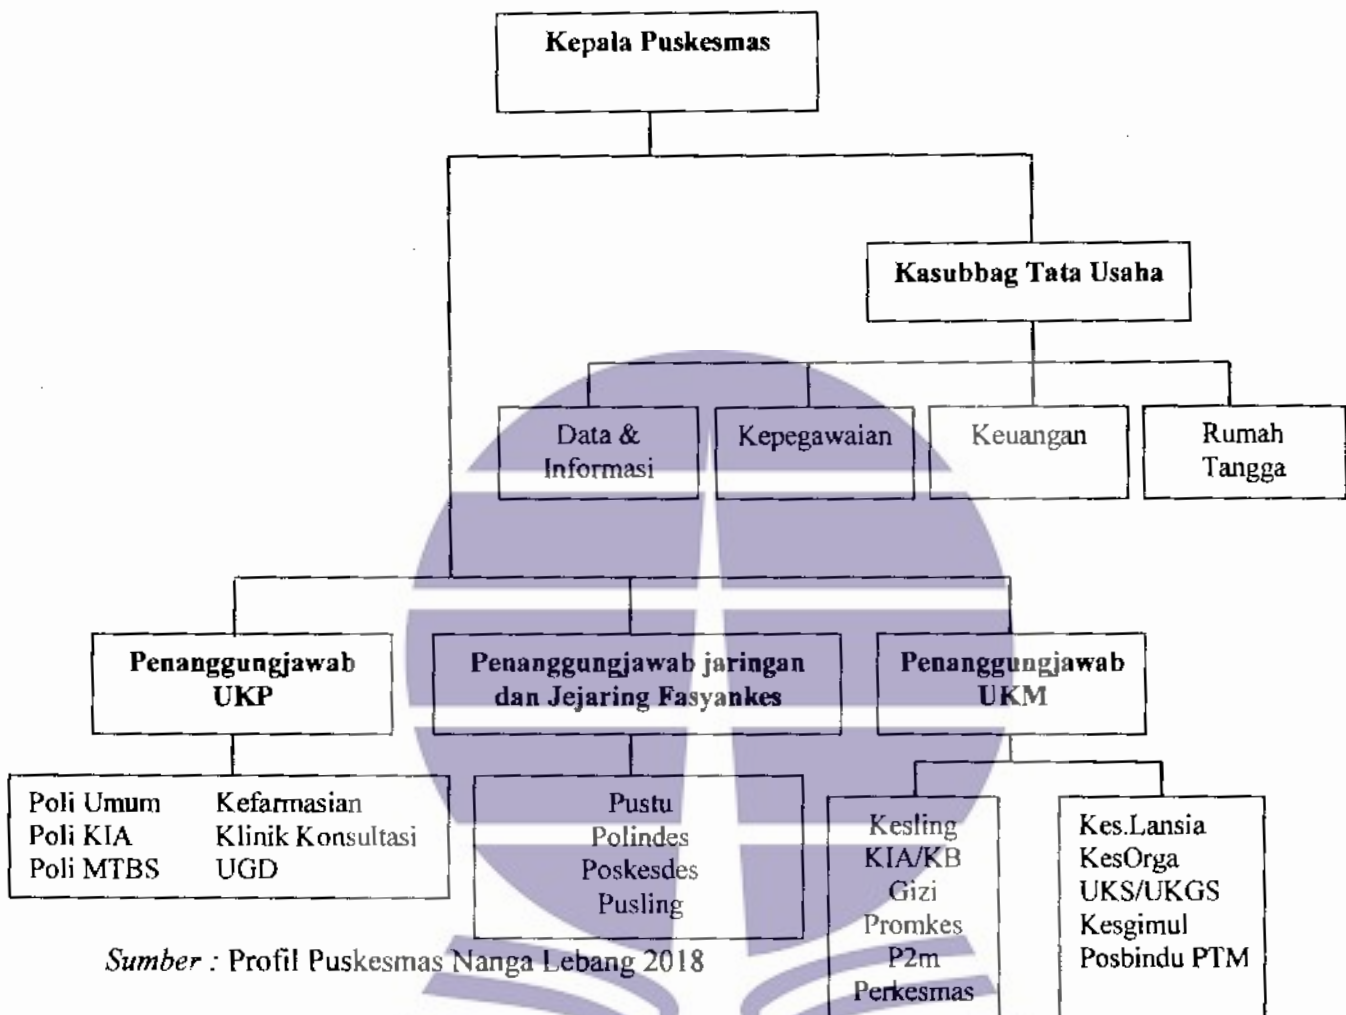 Kepala Puskesmas
Kasubbag Tata Usaha
Data &
Informasi
Kepegawaian
Keuangan
Rumah
Tangga
Penanggungjawab
UKP
Penanggungjawab jaringan
dan Jejaring Fasyankes
Penanggungjawab
UKM
Poli Umum Kefarmasian
Poli KIA Klinik Konsultasi
Poli MTBS UGD
Pustu
Polindes
Poskesdes
Pusling
Kesling
KIA/KB
Gizi
Promkes
P2m
Perkesmas
Kes.Lansia
KesOrga
UKS/UKGS
Kesgimul
Posbindu PTM
Sumber : Profil Puskesmas Nanga Lebang 2018